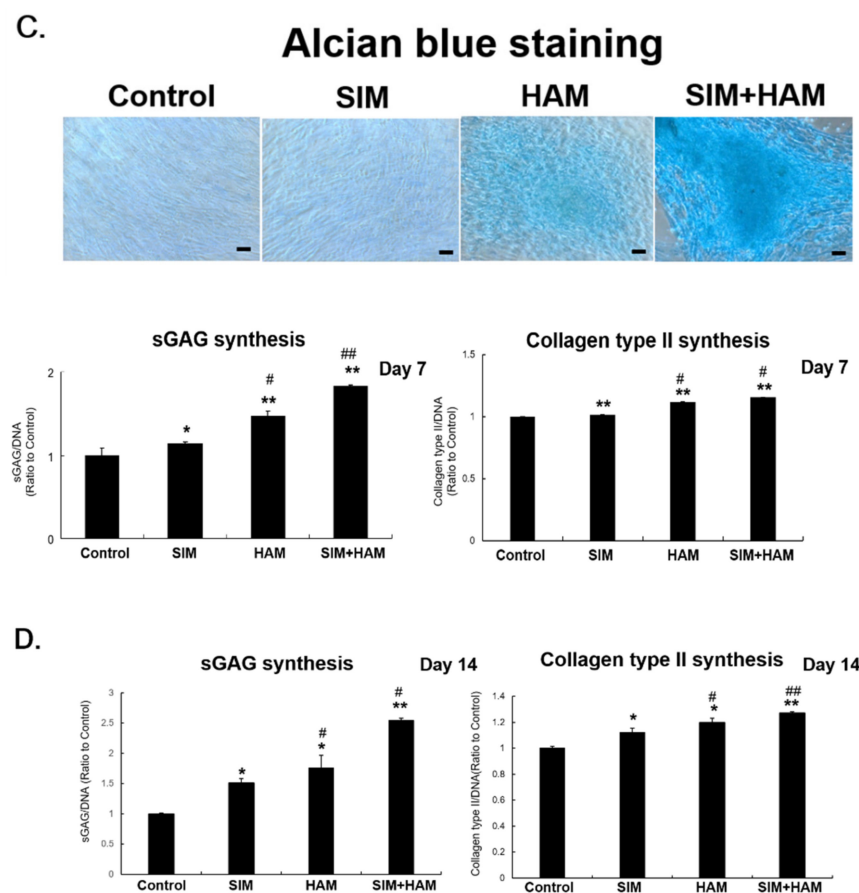 C.
Alcian blue staining
Control SIM HAM SIM+HAM
sGAG synthesis
Day 7
sGAG/DNA
(Ratio to Control)
2
1
0
*
#
**
##
**
Control SIM HAM SIM+HAM
Collagen type II synthesis
Day 7
Collagen type II/DNA
(Ratio to Control)
1.5
1
0.5
0
**
#
**
#
**
Control SIM HAM SIM+HAM
D.
sGAG synthesis
Day 14
sGAG/DNA (Ratio to Control)
3
2.5
2
1.5
1
0.5
0
*
#
*
#
**
Control SIM HAM SIM+HAM
Collagen type II synthesis
Day 14
Collagen type II/DNA(Ratio to Control)
1.4
1.2
1
0.8
0.6
0.4
0.2
0
*
#
*
##
**
Control SIM HAM SIM+HAM